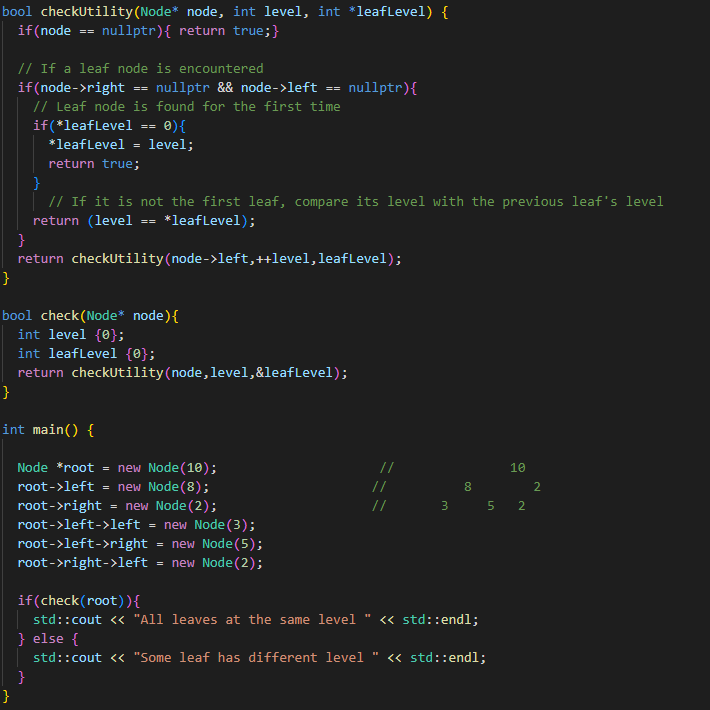 bool checkUtility(Node* node, int level, int *leafLevel) {
  if(node == nullptr){ return true;}

  // If a leaf node is encountered
  if(node->right == nullptr && node->left == nullptr){
    // Leaf node is found for the first time
    if(*leafLevel == 0){
      *leafLevel = level;
      return true;
    }
      // If it is not the first leaf, compare its level with the previous leaf's level
    return (level == *leafLevel);
  }
  return checkUtility(node->left,++level,leafLevel);
}

bool check(Node* node){
  int level {0};
  int leafLevel {0};
  return checkUtility(node,level,&leafLevel);
}

int main() {

  Node *root = new Node(10);                     //               10
  root->left = new Node(8);                     //          8        2
  root->right = new Node(2);                    //       3     5   2
  root->left->left = new Node(3);
  root->left->right = new Node(5);
  root->right->left = new Node(2);

  if(check(root)){
    std::cout << "All leaves at the same level " << std::endl;
  } else {
    std::cout << "Some leaf has different level " << std::endl;
  }
}